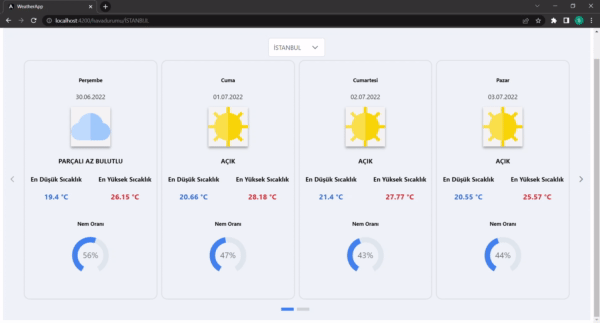 WeatherApp
localhost:4200/havadurumu/İSTANBUL
İSTANBUL
Perşembe
30.06.2022
PARÇALI AZ BULUTLU
En Düşük Sıcaklık En Yüksek Sıcaklık
19.4 °C 26.15 °C
Nem Oranı
56%
Cuma
01.07.2022
AÇIK
En Düşük Sıcaklık En Yüksek Sıcaklık
20.66 °C 28.18 °C
Nem Oranı
47%
Cumartesi
02.07.2022
AÇIK
En Düşük Sıcaklık En Yüksek Sıcaklık
21.4 °C 27.77 °C
Nem Oranı
43%
Pazar
03.07.2022
AÇIK
En Düşük Sıcaklık En Yüksek Sıcaklık
20.55 °C 25.57 °C
Nem Oranı
44%